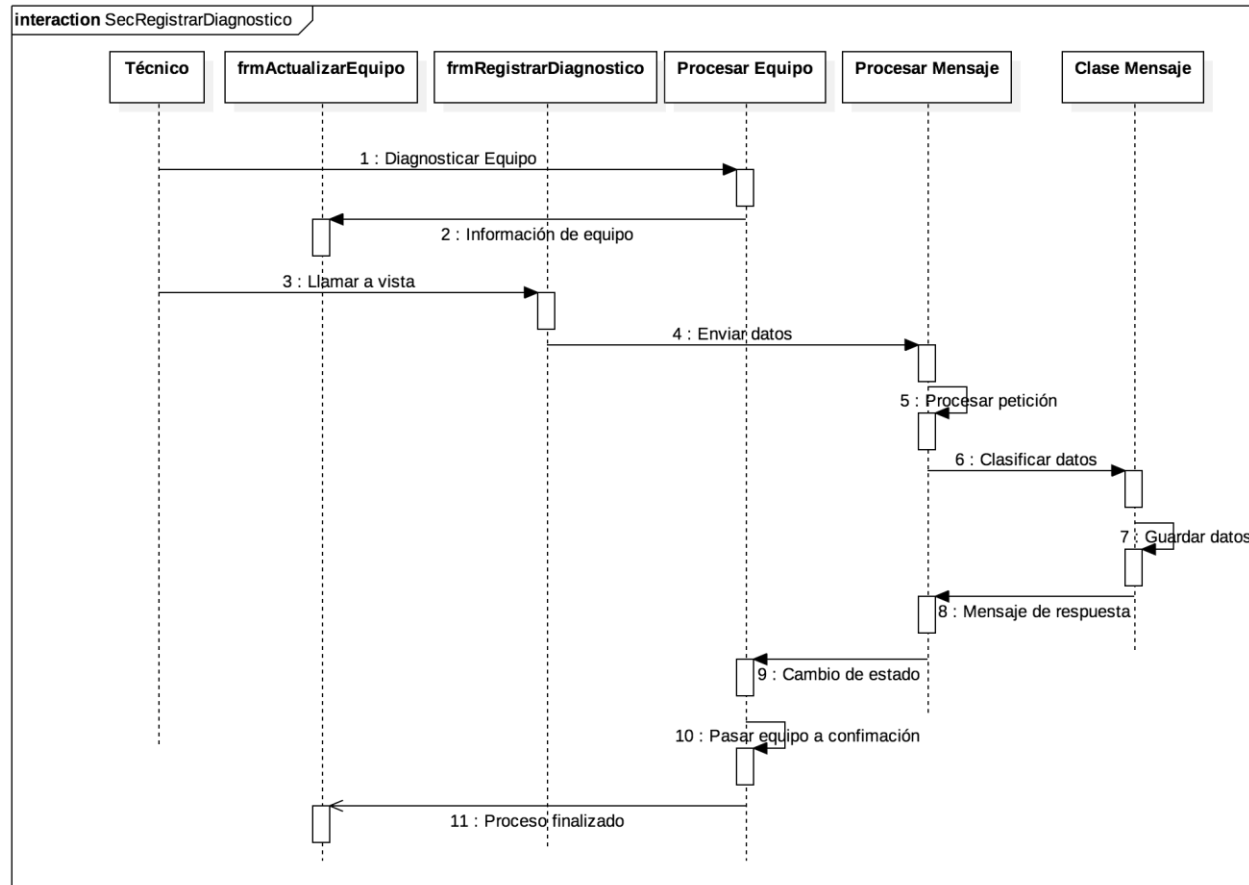 interaction SecRegistrarDiagnostico
Técnico
frmActualizarEquipo
frmRegistrarDiagnostico
Procesar Equipo
Procesar Mensaje
Clase Mensaje
1 : Diagnosticar Equipo
2 : Información de equipo
3 : Llamar a vista
4 : Enviar datos
5 : Procesar petición
6 : Clasificar datos
7 : Guardar datos
8 : Mensaje de respuesta
9 : Cambio de estado
10 : Pasar equipo a confimación
11 : Proceso finalizado